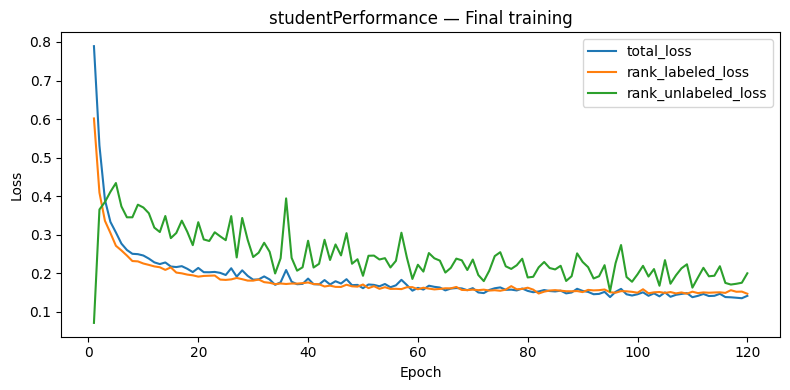 studentPerformance — Final training
total_loss
rank_labeled_loss
rank_unlabeled_loss
Loss
0.8
0.7
0.6
0.5
0.4
0.3
0.2
0.1
0 20 40 60 80 100 120
Epoch